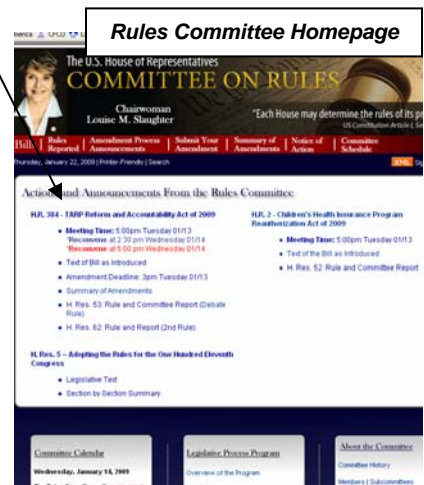 Rules Committee Homepage
The U.S. House of Representatives
COMMITTEE ON RULES
Chairwoman
Louise M. Slaughter
"Each House may determine the rules of its pr
US Constitution Article I, Se
Bill
Rules Reported
Amendment Process Announcements
Submit Your Amendment
Summary of Amendments
Notice of Action
Committee Schedule
Thursday, January 22, 2009 | Printer-Friendly | Search
XML
Action and Announcements From the Rules Committee
H.R. 384 - TARP Reform and Accountability Act of 2009
Meeting Time: 5:00pm Tuesday 01/13
*Reconvene at 2:30 pm Wednesday 01/14
*Reconvene at 5:00 pm Wednesday 01/14
Text of Bill as Introduced
Amendment Deadline: 3pm Tuesday 01/13
Summary of Amendments
H. Res. 53: Rule and Committee Report (Debate
Rule)
H. Res. 62: Rule and Report (2nd Rule)
H. Res. 5 – Adopting the Rules for the One Hundred Eleventh
Congress
Legislative Text
Section by Section Summary
H.R. 2 - Children's Health Insurance Program
Reauthorization Act of 2009
Meeting Time: 5:00pm Tuesday 01/13
Text of the Bill as Introduced
H. Res. 52: Rule and Committee Report
Committee Calendar
Wednesday, January 14, 2009
Legislative Process Program
Overview of the Program
About the Committee
Committee History
Members | Subcommittees